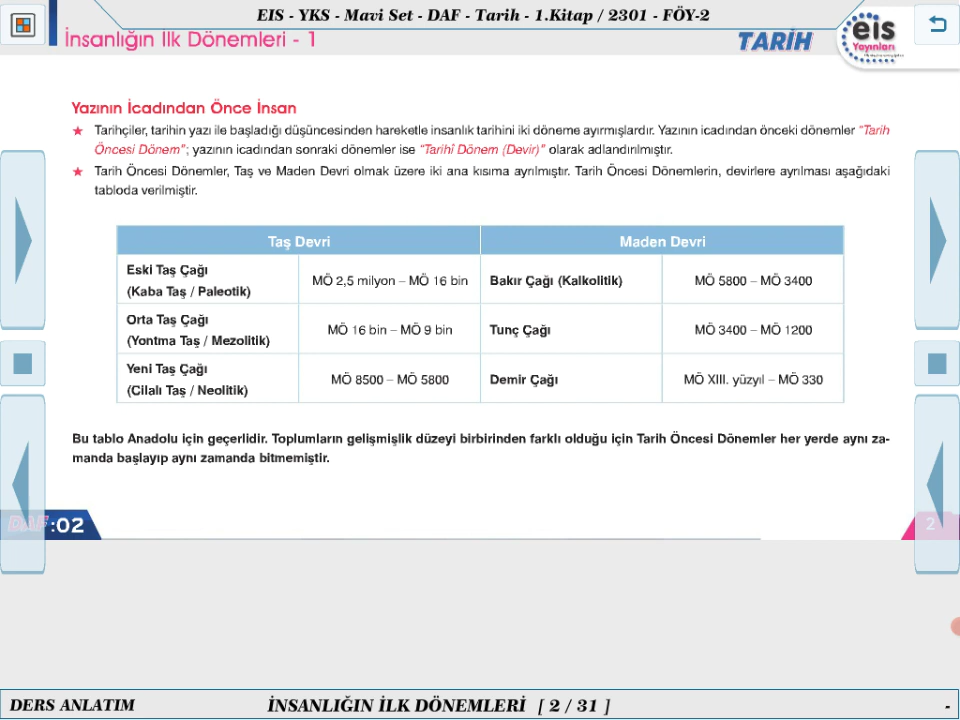 EIS - YKS - Mavi Set - DAF - Tarih - 1.Kitap / 2301 - FÖY-2
İnsanlığın İlk Dönemleri - 1
TARİH
eis
Yayınları
Yazının İcadından Önce İnsan
★ Tarihçiler, tarihin yazı ile başladığı düşüncesinden hareketle insanlık tarihini iki döneme ayırmışlardır. Yazının icadından önceki dönemler "Tarih
Öncesi Dönem"; yazının icadından sonraki dönemler ise "Tarihî Dönem (Devir)" olarak adlandırılmıştır.
★ Tarih Öncesi Dönemler, Taş ve Maden Devri olmak üzere iki ana kısıma ayrılmıştır. Tarih Öncesi Dönemlerin, devirlere ayrılması aşağıdaki
tabloda verilmiştir.
Taş Devri Maden Devri
Eski Taş Çağı
(Kaba Taş / Paleotik) MÖ 2,5 milyon – MÖ 16 bin Bakır Çağı (Kalkolitik) MÖ 5800 – MÖ 3400
Orta Taş Çağı
(Yontma Taş / Mezolitik) MÖ 16 bin – MÖ 9 bin Tunç Çağı MÖ 3400 – MÖ 1200
Yeni Taş Çağı
(Cilalı Taş / Neolitik) MÖ 8500 – MÖ 5800 Demir Çağı MÖ XIII. yüzyıl – MÖ 330
Bu tablo Anadolu için geçerlidir. Toplumların gelişmişlik düzeyi birbirinden farklı olduğu için Tarih Öncesi Dönemler her yerde aynı za-
manda başlayıp aynı zamanda bitmemiştir.
DAF:02
2
DERS ANLATIM İNSANLIĞIN İLK DÖNEMLERİ [ 2 / 31 ] -